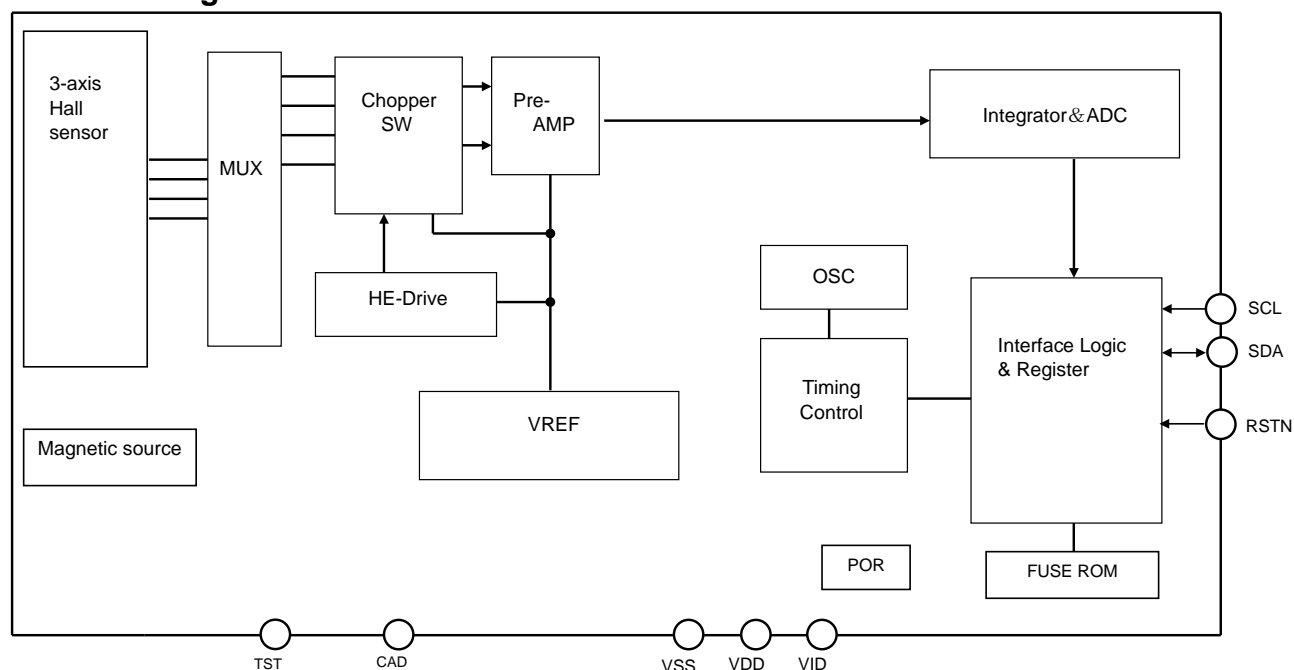 3-axis
Hall
sensor
MUX
Chopper
SW
Pre-
AMP
Integrator&ADC
HE-Drive
OSC
Interface Logic
& Register
Timing
Control
VREF
Magnetic source
POR
FUSE ROM
SCL
SDA
RSTN
TST
CAD
VSS
VDD
VID